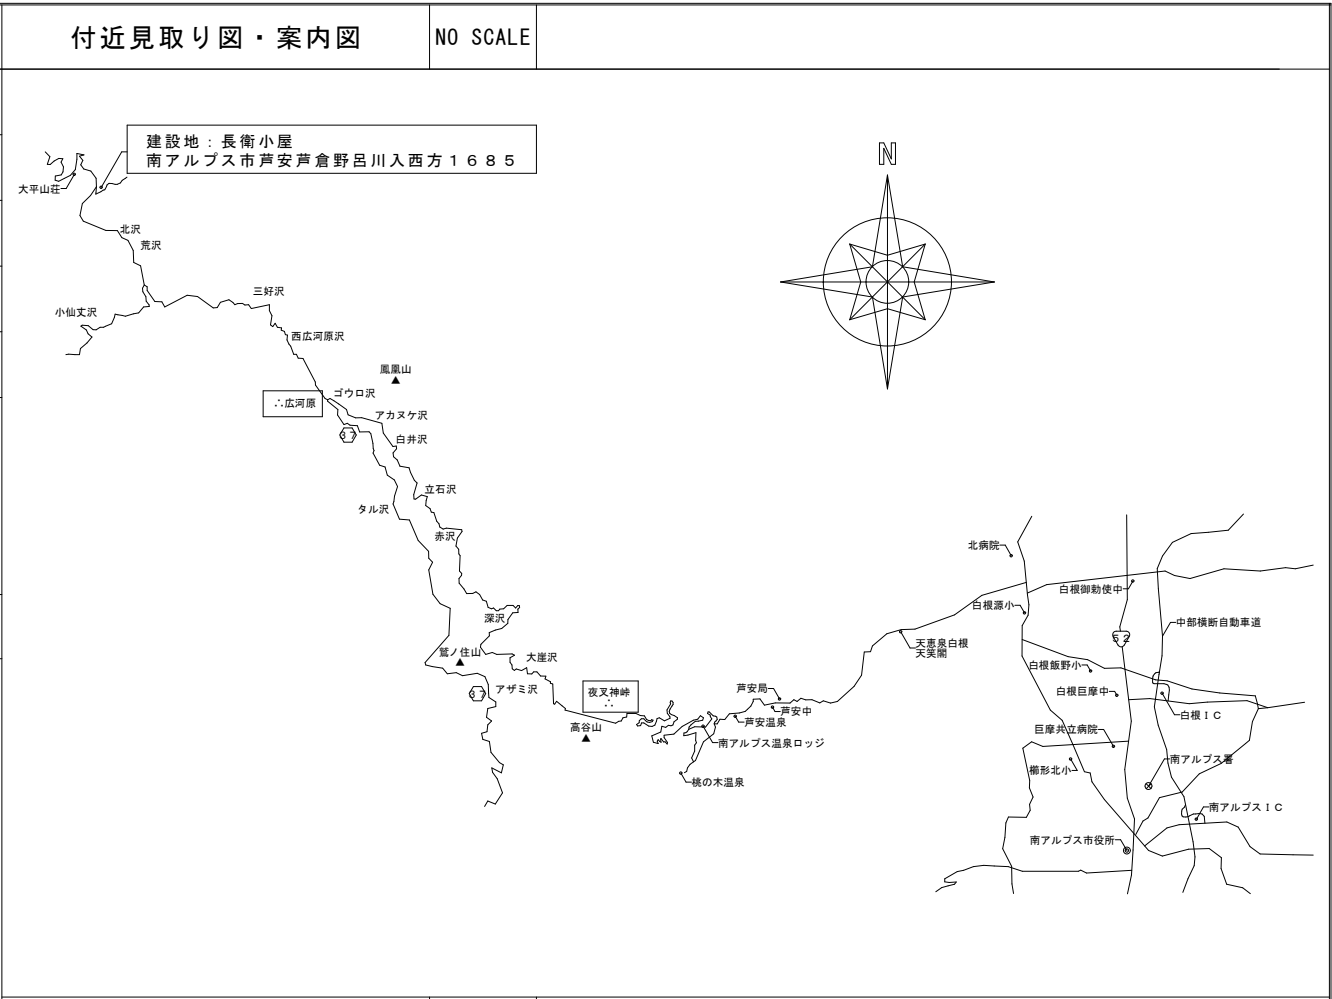 付近見取り図・案内図
NO SCALE
建設地：長衛小屋
南アルプス市芦安芦倉野呂川入西方１６８５
N
大平山荘
北沢
荒沢
三好沢
小仙丈沢
西広河原沢
鳳凰山
ゴウロ沢
∴広河原
アカヌケ沢
37
白井沢
立石沢
タル沢
赤沢
北病院
白根御勅使中
白根源小
深沢
中部横断自動車道
52
天恵泉白根
天笑閣
鷲ノ住山
大崖沢
白根飯野小
アザミ沢
37
夜叉神峠
芦安局
白根巨摩中
芦安中
白根ＩＣ
芦安温泉
高谷山
巨摩共立病院
南アルプス温泉ロッジ
南アルプス署
櫛形北小
桃の木温泉
南アルプスＩＣ
南アルプス市役所